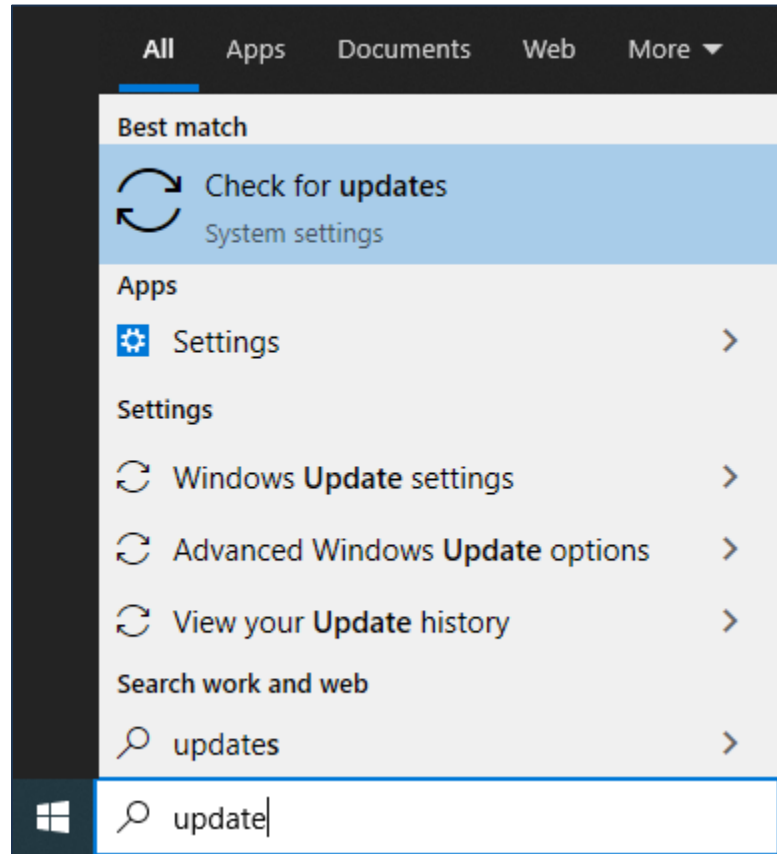 All Apps Documents Web More
Best match
Check for updates
System settings
Apps
Settings
Settings
Windows Update settings
Advanced Windows Update options
View your Update history
Search work and web
updates
update